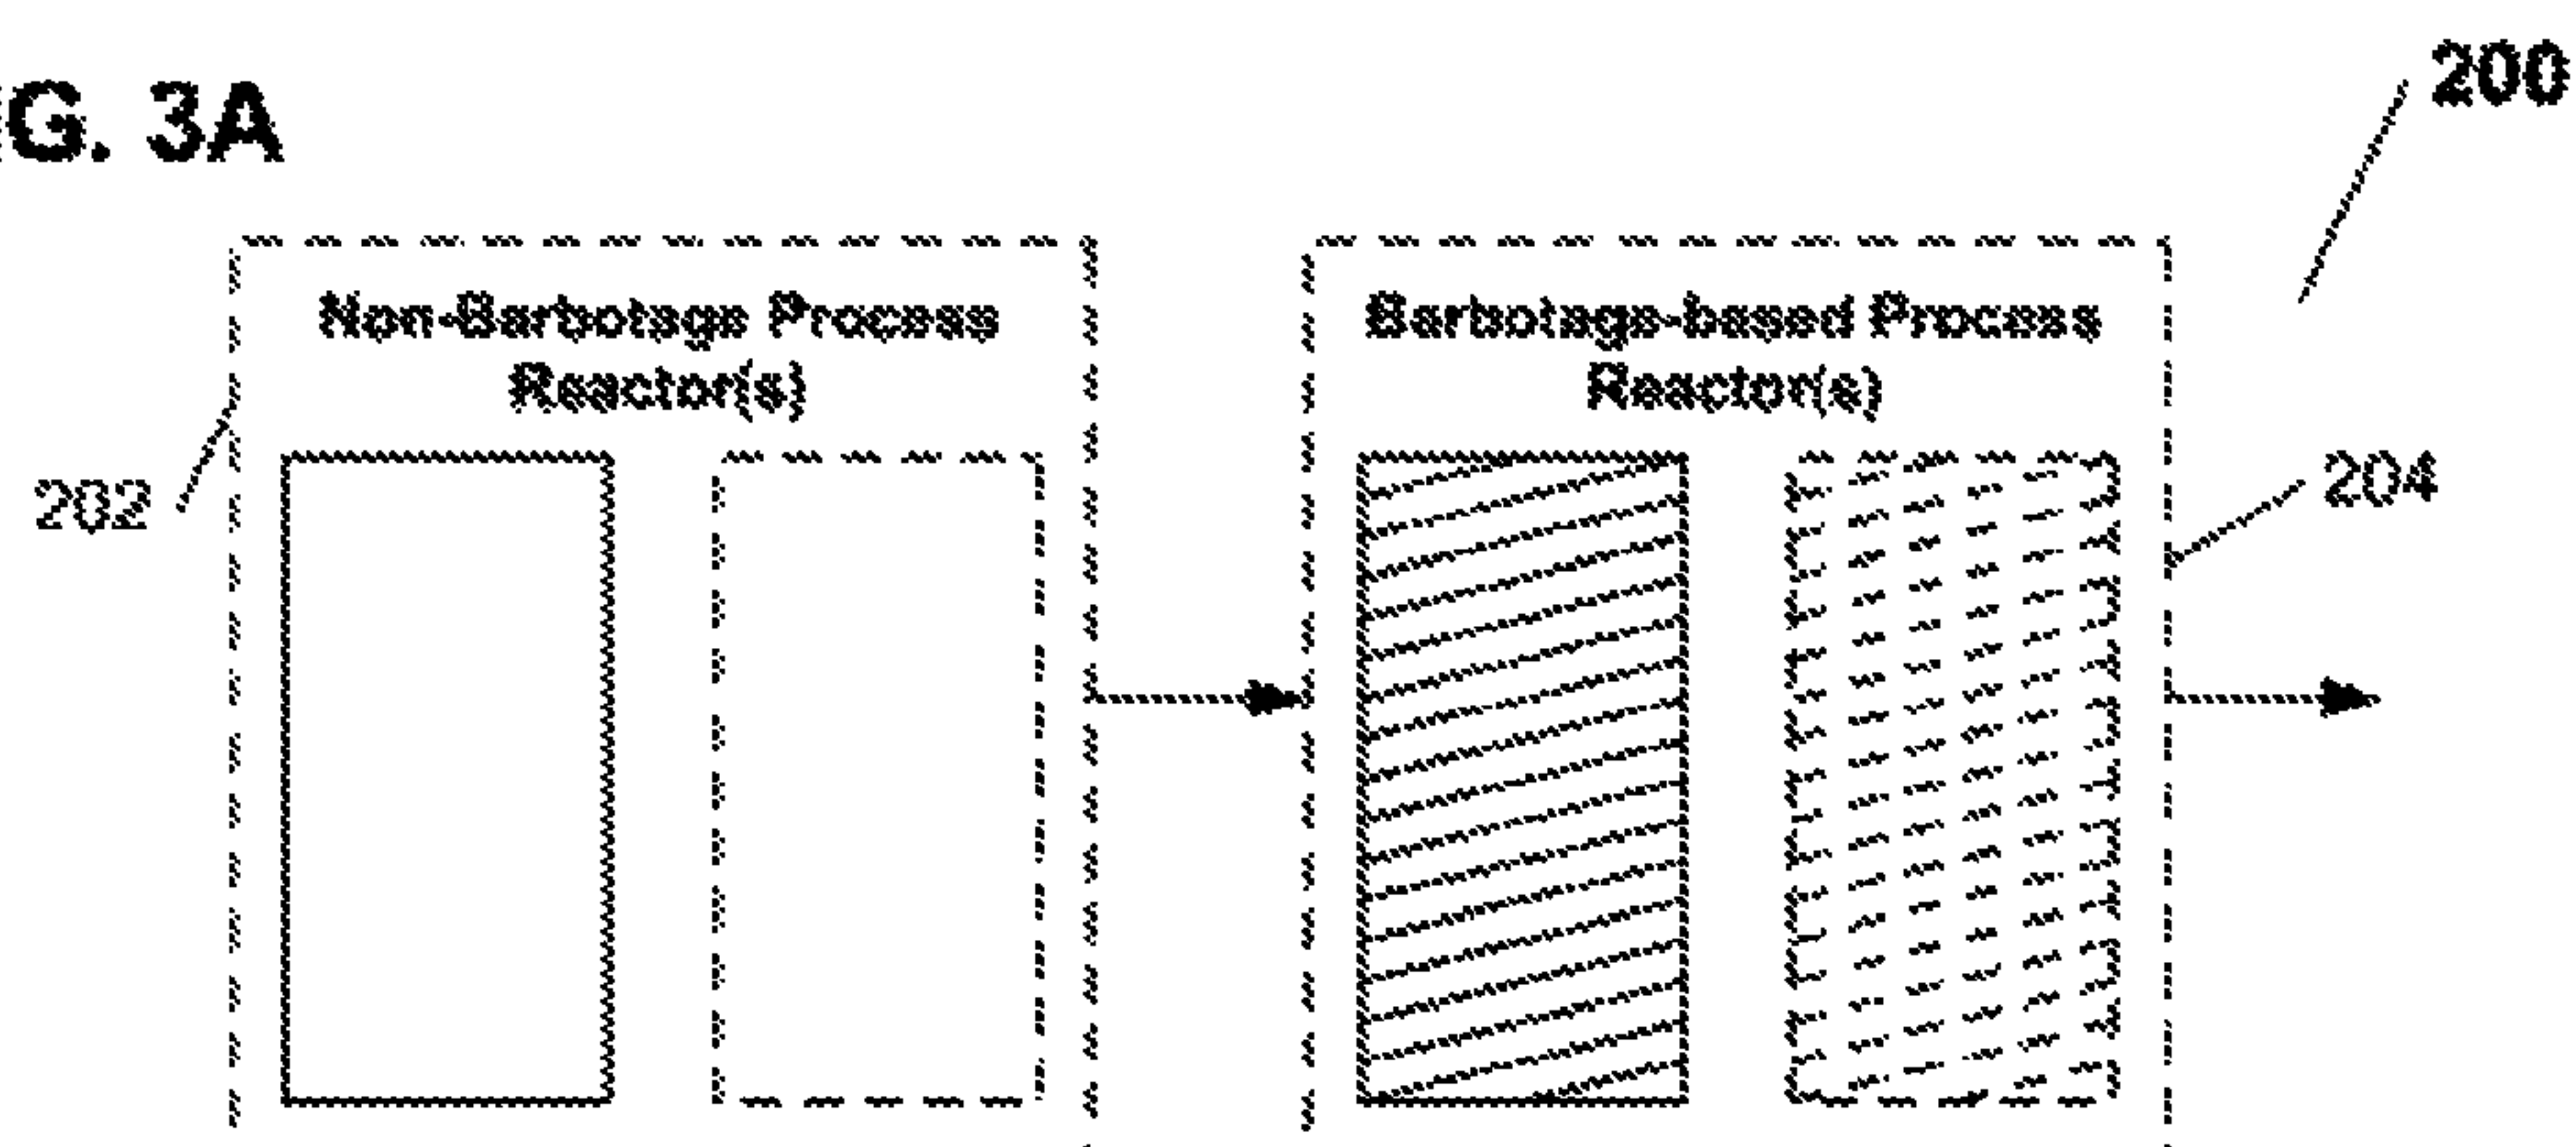 G. 3A
200
Non-Barbotage Process
Reactor(s)
Barbotage-based Process
Reactor(s)
202
204